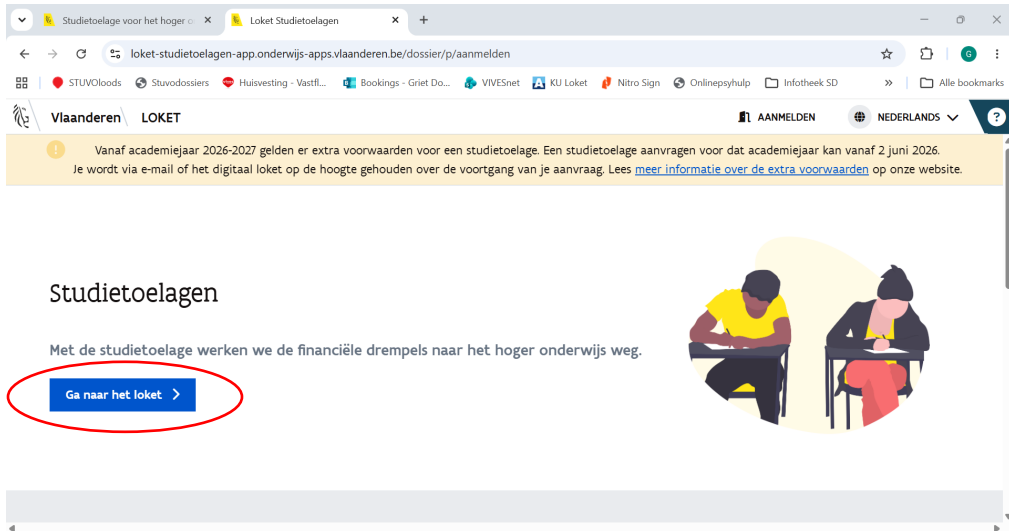 Studietoelage voor het hoger o
Loket Studietoelagen
loket-studietoelagen-app.onderwijs-apps.vlaanderen.be/dossier/p/aanmelden
G
STUVOloods
Stuvodossiers
Huisvesting - Vastfl...
Bookings - Griet Do...
VIVESnet
KU Loket
Nitro Sign
Onlinepsyhulp
Infotheek SD
»
Alle bookmarks
Vlaanderen
LOKET
AANMELDEN
NEDERLANDS
?
Vanaf academiejaar 2026-2027 gelden er extra voorwaarden voor een studietoelage. Een studietoelage aanvragen voor dat academiejaar kan vanaf 2 juni 2026.
Je wordt via e-mail of het digitaal loket op de hoogte gehouden over de voortgang van je aanvraag. Lees meer informatie over de extra voorwaarden op onze website.
Studietoelagen
Met de studietoelage werken we de financiële drempels naar het hoger onderwijs weg.
Ga naar het loket